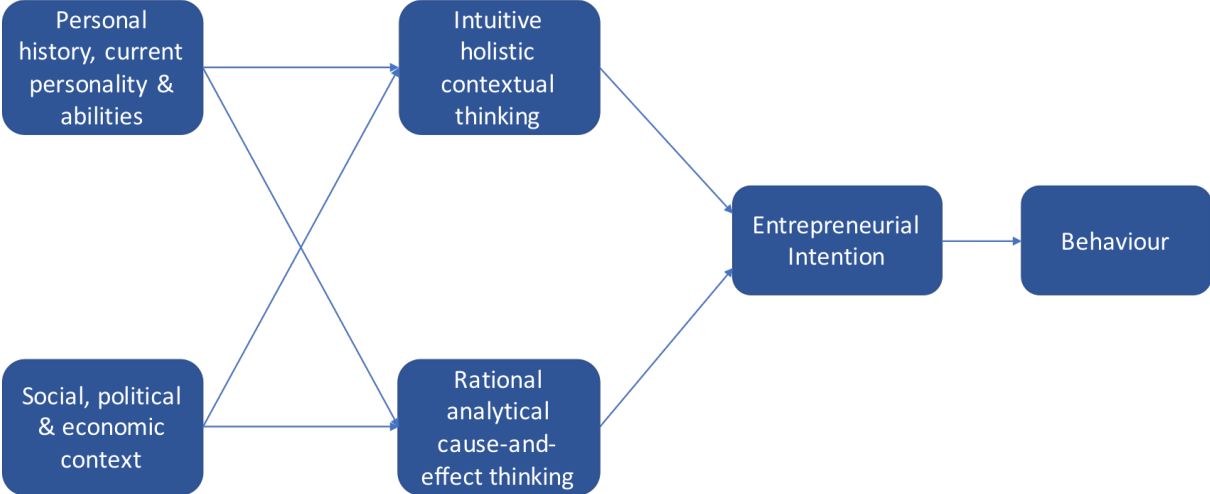 Personal
history, current
personality &
abilities
Intuitive
holistic
contextual
thinking
Entrepreneurial
Intention
Behaviour
Social, political
& economic
context
Rational
analytical
cause-and-
effect thinking